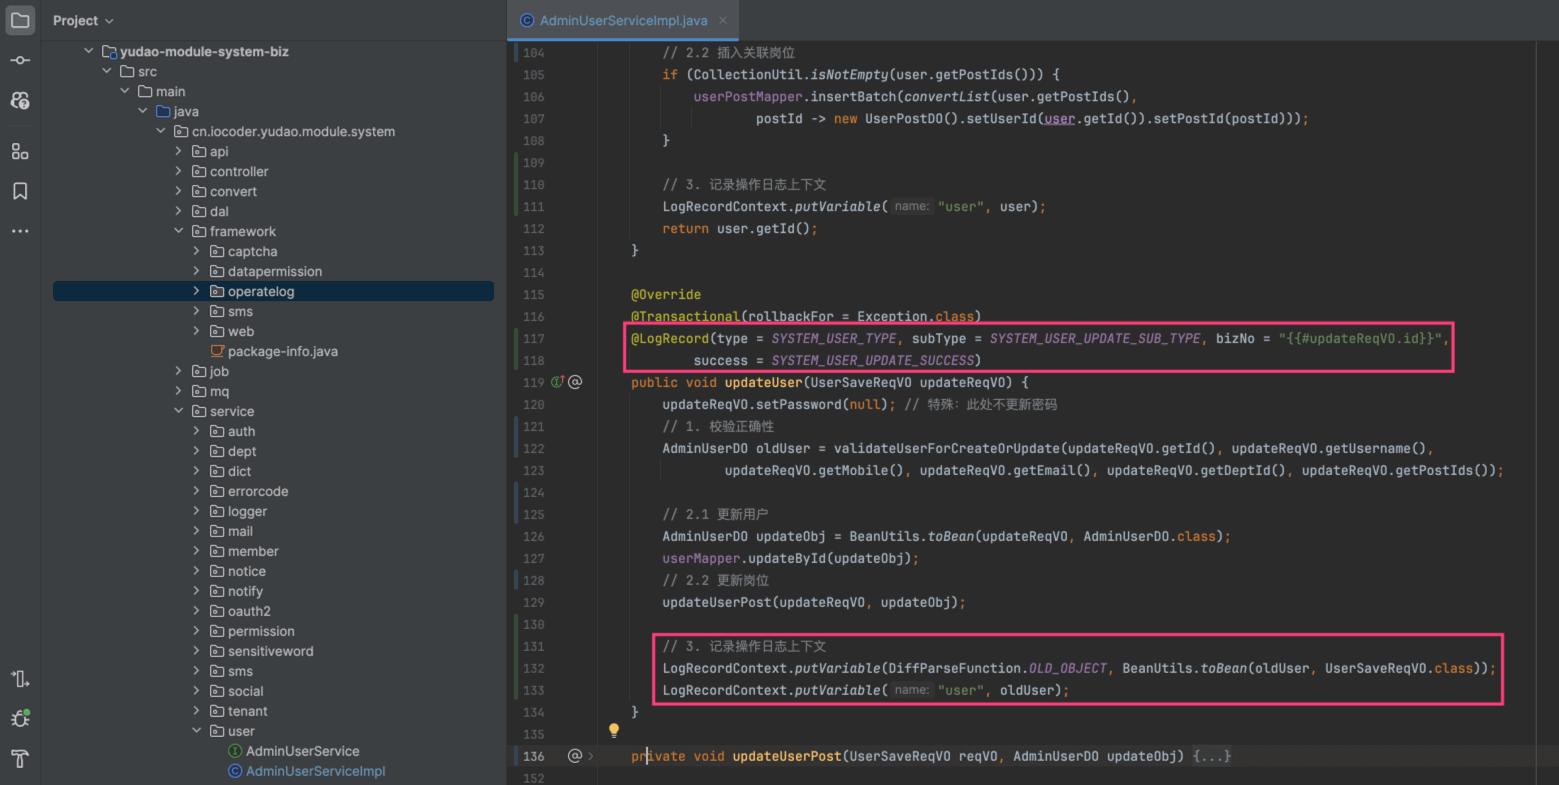 Project
AdminUserServiceImpl.java
yudao-module-system-biz
src
main
java
cn.iocoder.yudao.module.system
api
controller
convert
dal
framework
captcha
datapermission
operatelog
sms
web
package-info.java
job
mq
service
auth
dept
dict
errorcode
logger
mail
member
notice
notify
oauth2
permission
sensitiveword
sms
social
tenant
user
AdminUserService
AdminUserServiceImpl
104 // 2.2 插入关联岗位
105 if (CollectionUtil.isNotEmpty(user.getPostIds())) {
106 userPostMapper.insertBatch(convertList(user.getPostIds(),
107 postId -> new UserPostDO().setUserId(user.getId()).setPostId(postId)));
108 }
109
110 // 3. 记录操作日志上下文
111 LogRecordContext.putVariable( name: "user", user);
112 return user.getId();
113 }
114
115 @Override
116 @Transactional(rollbackFor = Exception.class)
117 @LogRecord(type = SYSTEM_USER_TYPE, subType = SYSTEM_USER_UPDATE_SUB_TYPE, bizNo = "{{#updateReqVO.id}}",
118 success = SYSTEM_USER_UPDATE_SUCCESS)
119 public void updateUser(UserSaveReqVO updateReqVO) {
120 updateReqVO.setPassword(null); // 特殊：此处不更新密码
121 // 1. 校验正确性
122 AdminUserDO oldUser = validateUserForCreateOrUpdate(updateReqVO.getId(), updateReqVO.getUsername(),
123 updateReqVO.getMobile(), updateReqVO.getEmail(), updateReqVO.getDeptId(), updateReqVO.getPostIds());
124
125 // 2.1 更新用户
126 AdminUserDO updateObj = BeanUtils.toBean(updateReqVO, AdminUserDO.class);
127 userMapper.updateById(updateObj);
128 // 2.2 更新岗位
129 updateUserPost(updateReqVO, updateObj);
130
131 // 3. 记录操作日志上下文
132 LogRecordContext.putVariable(DiffParseFunction.OLD_OBJECT, BeanUtils.toBean(oldUser, UserSaveReqVO.class));
133 LogRecordContext.putVariable( name: "user", oldUser);
134 }
135
136 private void updateUserPost(UserSaveReqVO reqVO, AdminUserDO updateObj) {...}
152